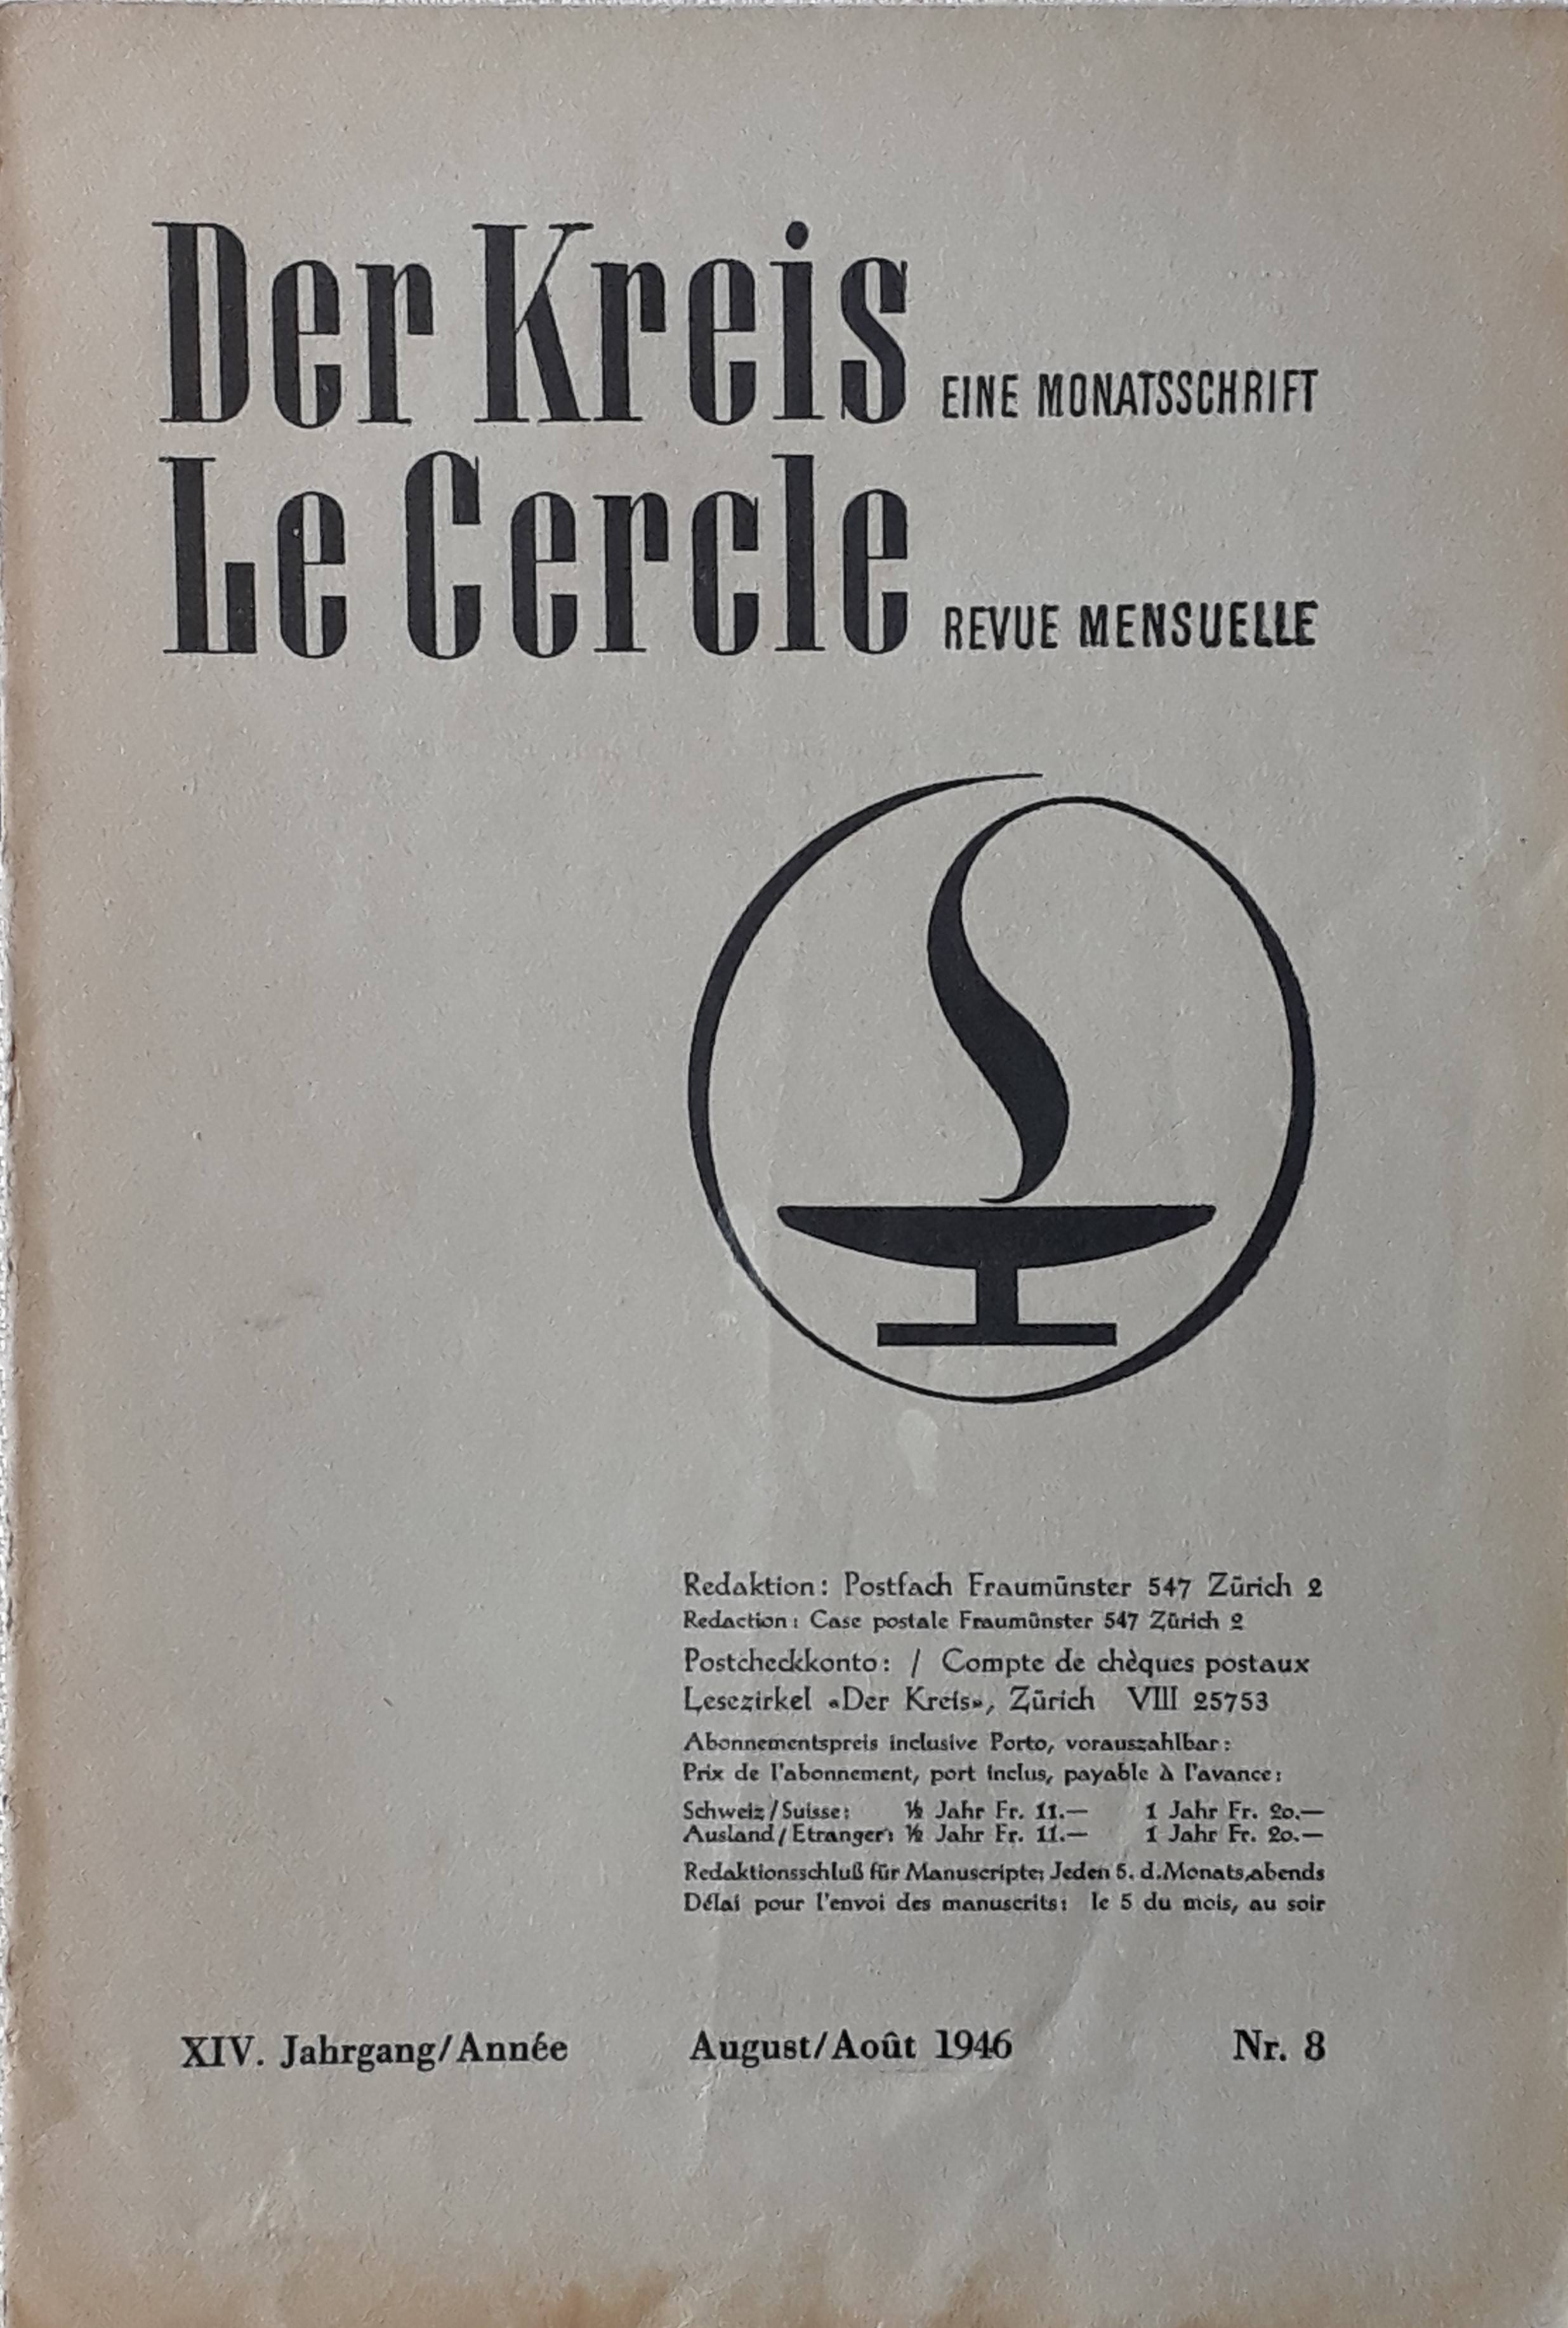 Der Kreis EINE MONATSSCHRIFT
Le Cercle REVUE MENSUELLE
Redaktion: Postfach Fraumünster 547 Zürich 2
Redaction: Case postale Fraumünster 547 Zürich 2
Postcheckkonto: / Compte de chèques postaux
Lesezirkel «Der Kreis», Zürich VIII 25753
Abonnementspreis inclusive Porto, vorauszahlbar:
Prix de l'abonnement, port inclus, payable à l'avance:
Schweiz/Suisse: ½ Jahr Fr. 11.— 1 Jahr Fr. 20.—
Ausland/Etranger: ½ Jahr Fr. 11.— 1 Jahr Fr. 20.—
Redaktionsschluß für Manuscripte: Jeden 5. d. Monats, abends
Délai pour l'envoi des manuscrits: le 5 du mois, au soir
XIV. Jahrgang/Année August/Août 1946 Nr. 8